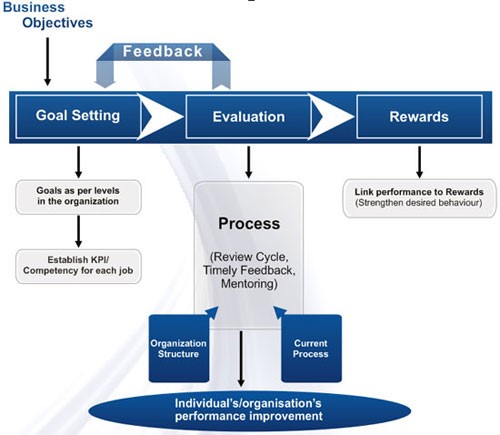 Business
Objectives
Feedback
Goal Setting
Evaluation
Rewards
Goals as per levels
in the organization
Link performance to Rewards
(Strengthen desired behaviour)
Process
(Review Cycle,
Timely Feedback,
Mentoring)
Establish KPI/
Competency for each job
Organization
Structure
Current
Process
Individual's/organisation's
performance improvement